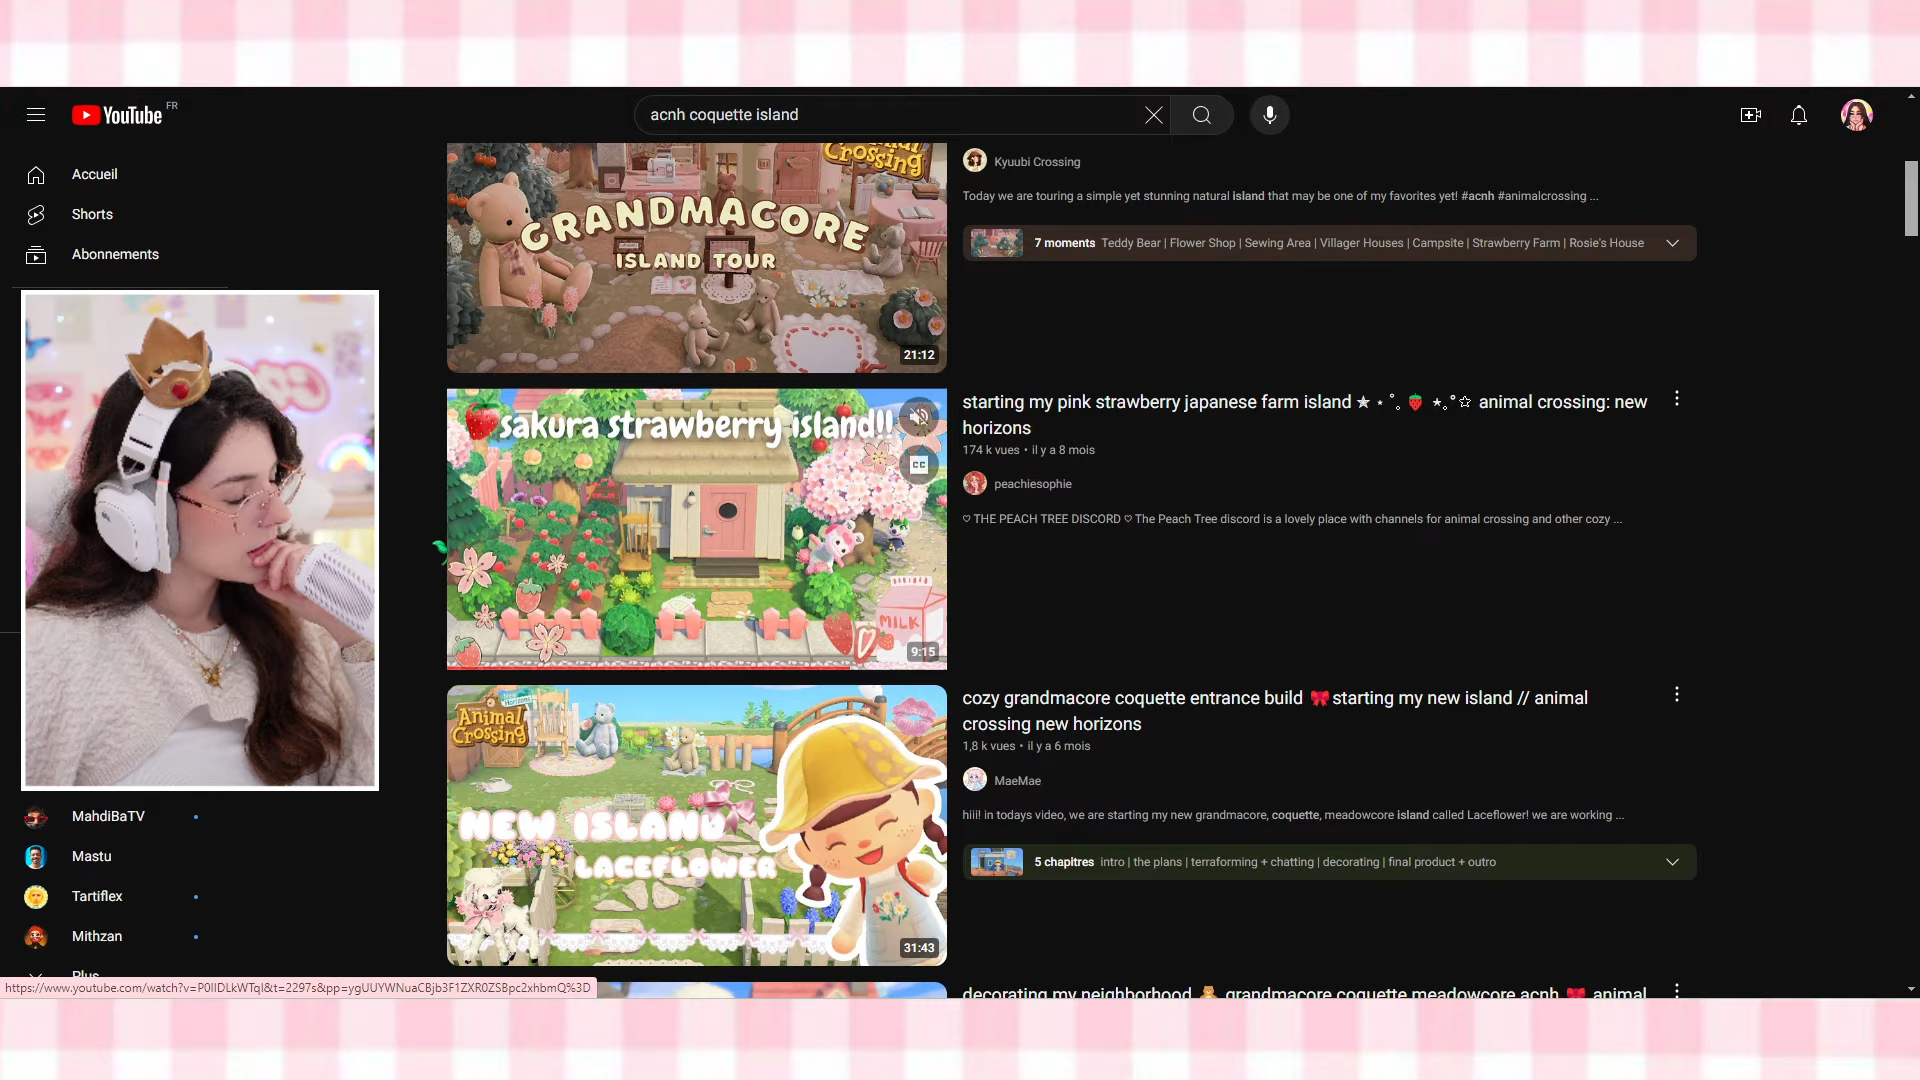 YouTube FR
acnh coquette island
Accueil
Shorts
Abonnements
MahdiBaTV
Mastu
Tartiflex
Mithzan
Plus
Crossing
GRANDMACORE
ISLAND TOUR
21:12
Kyuubi Crossing
Today we are touring a simple yet stunning natural island that may be one of my favorites yet! #acnh #animalcrossing ...
7 moments Teddy Bear | Flower Shop | Sewing Area | Villager Houses | Campsite | Strawberry Farm | Rosie's House
sakura strawberry island!!
CC
MILK
9:15
starting my pink strawberry japanese farm island ★ ⋆ ˚。 🍓 ⋆｡°✩ animal crossing: new
horizons
174 k vues • il y a 8 mois
peachiesophie
♡ THE PEACH TREE DISCORD ♡ The Peach Tree discord is a lovely place with channels for animal crossing and other cozy ...
Animal
Crossing
New Horizons
NEW ISLAND
LACEFLOWER
31:43
cozy grandmacore coquette entrance build 🎀 starting my new island // animal
crossing new horizons
1,8 k vues • il y a 6 mois
MaeMae
hiii! in todays video, we are starting my new grandmacore, coquette, meadowcore island called Laceflower! we are working ...
5 chapitres intro | the plans | terraforming + chatting | decorating | final product + outro
decorating my neighborhood 🧸 grandmacore coquette meadowcore acnh 🎀 animal
https://www.youtube.com/watch?v=P0IIDLkWTqI&t=2297s&pp=ygUUYWNuaCBjb3F1ZXR0ZSBpc2xhbmQ%3D